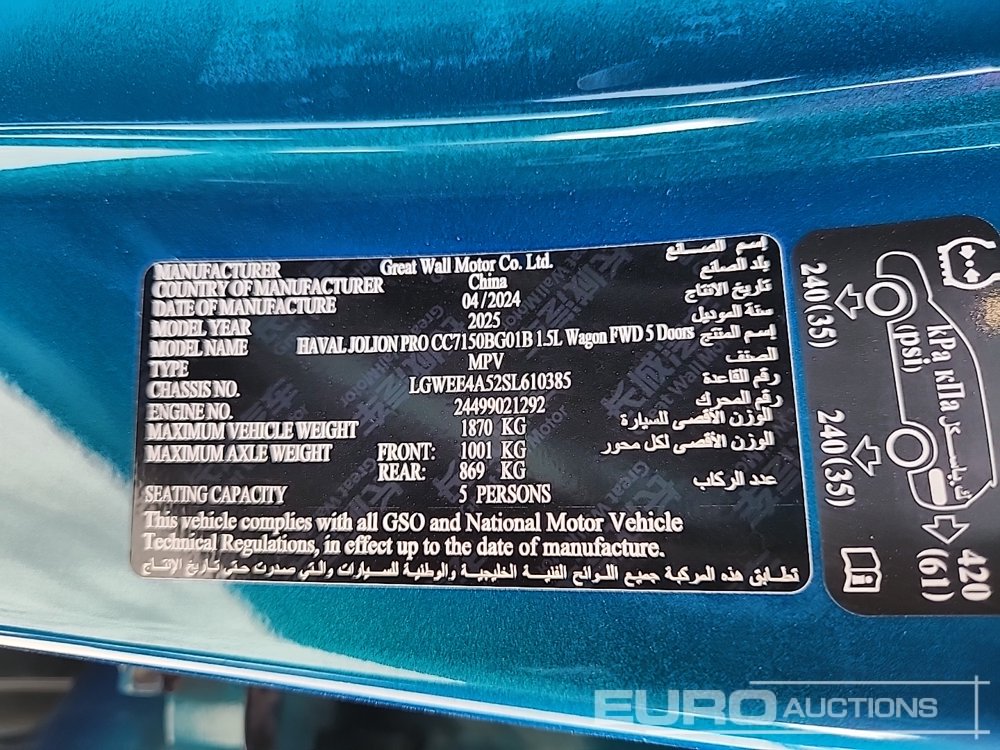 MANUFACTURER Great Wall Motor Co. Ltd. إسم الصانع
COUNTRY OF MANUFACTURER China بلد الصانع
DATE OF MANUFACTURE 04/2024 تاريخ الانتاج
MODEL YEAR 2025 سنة الموديل
MODEL NAME HAVAL JOLION PRO CC7150BG01B 1.5L Wagon FWD 5 Doors إسم المنتج
TYPE MPV الصنف
CHASSIS NO. LGWEE4A52SL610385 رقم القاعدة
ENGINE NO. 24499021292 رقم المحرك
MAXIMUM VEHICLE WEIGHT 1870 KG الوزن الأقصى للسيارة
MAXIMUM AXLE WEIGHT FRONT: 1001 KG الوزن الأقصى لكل محور
REAR: 869 KG
SEATING CAPACITY 5 PERSONS عدد الركاب
This vehicle complies with all GSO and National Motor Vehicle
Technical Regulations, in effect up to the date of manufacture.
تطابق هذه المركبة جميع اللوائح الفنية الخليجية والوطنية للسيارات والتي صدرت حتى تاريخ الإنتاج
240(35)
240(35)
420
(61)
kPa кПа كيلوباسكال
(psi)
EURO AUCTIONS